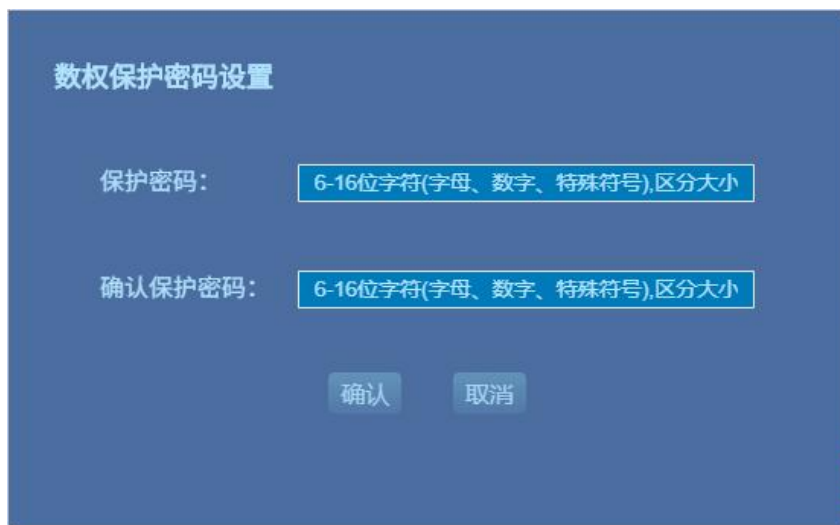 数权保护密码设置
保护密码：
6-16位字符(字母、数字、特殊符号),区分大小
确认保护密码：
6-16位字符(字母、数字、特殊符号),区分大小
确认 取消